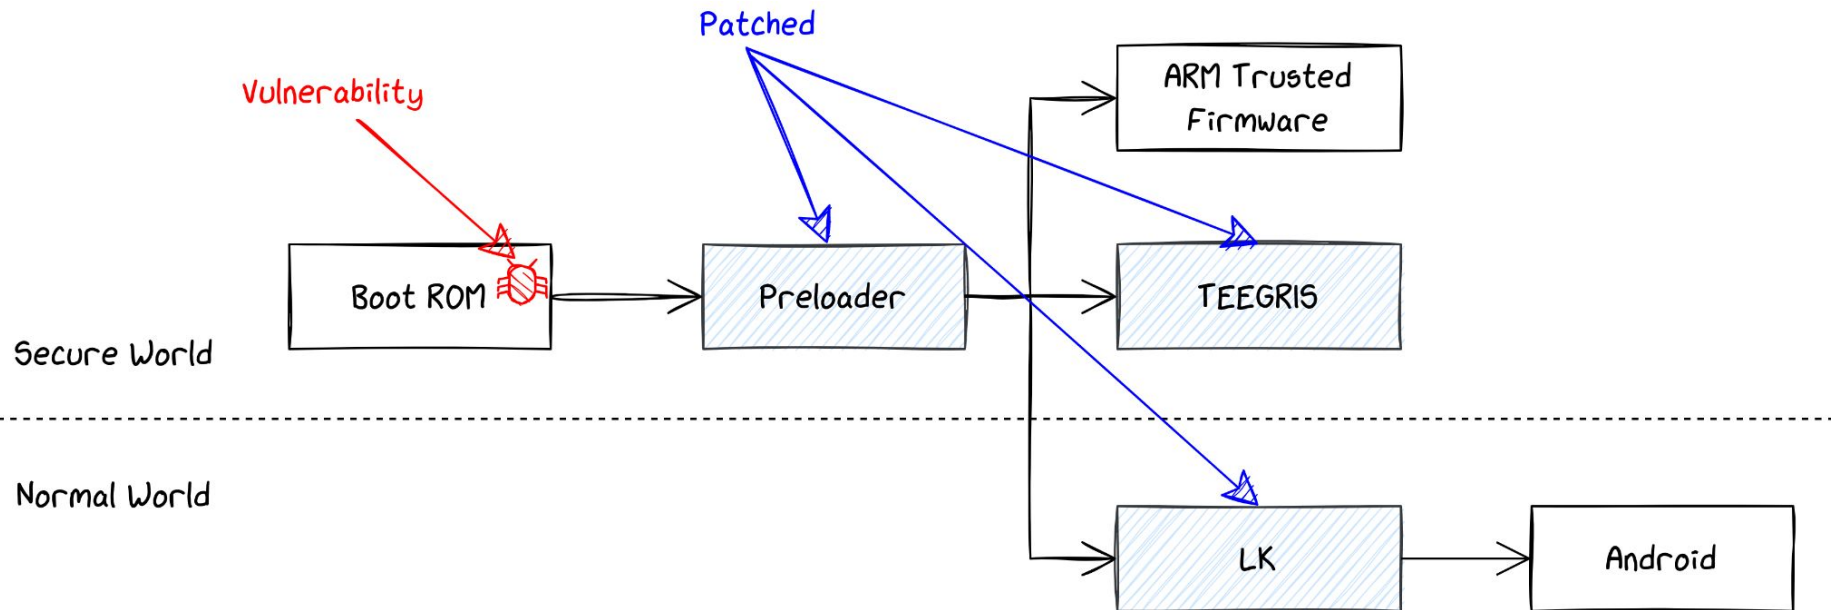 Patched
Vulnerability
ARM Trusted
Firmware
Boot ROM
Preloader
TEEGRIS
Secure World
Normal World
LK
Android